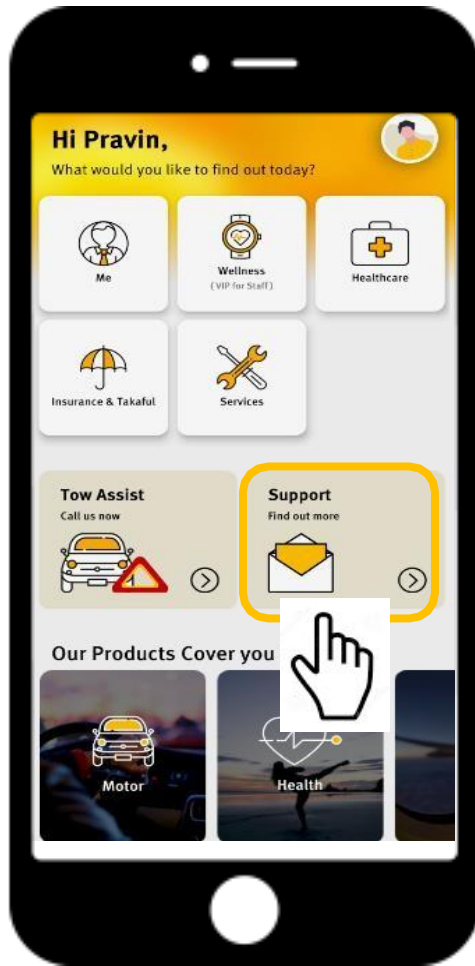 Hi Pravin,
What would you like to find out today?
Me
Wellness
(VIP for Staff)
Healthcare
Insurance & Takaful
Services
Tow Assist
Call us now
Support
Find out more
Our Products Cover you
Motor
Health